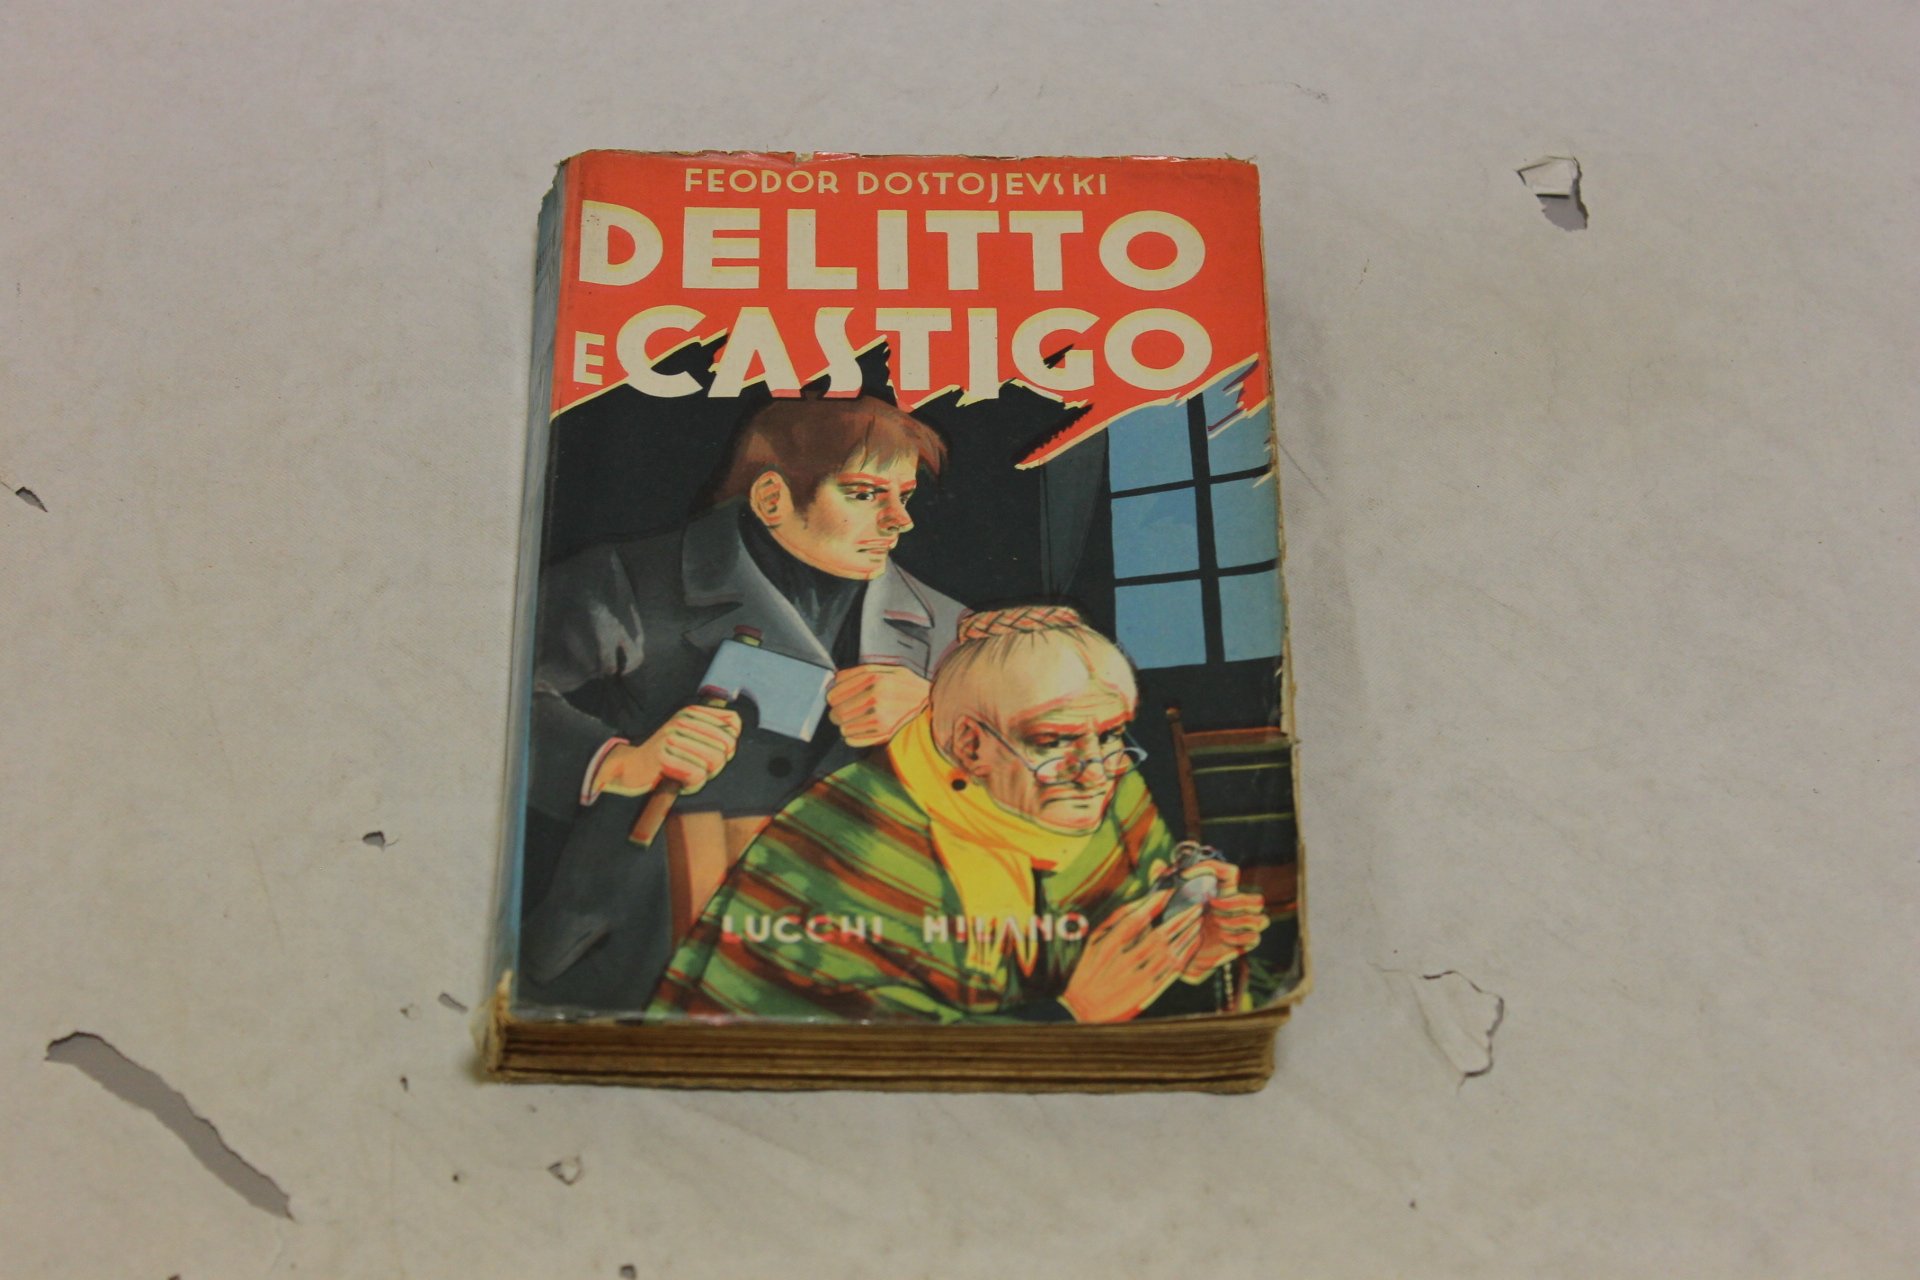 FEODOR DOSTOJEVSKI
DELITTO
E CASTIGO
LUCCHI MILANO